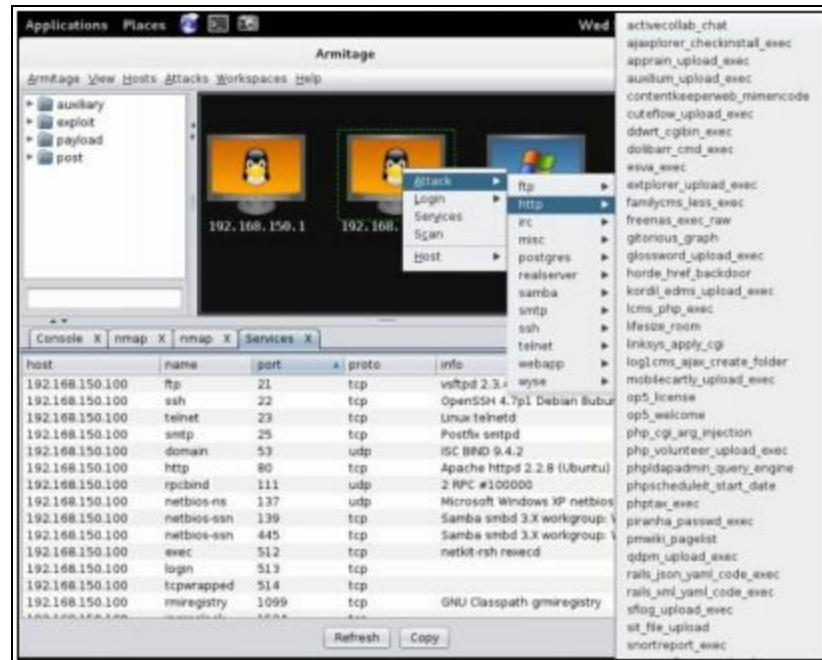 Applications Places Wed
Armitage
Armitage View Hosts Attacks Workspaces Help
auxiliary
exploit
payload
post
192.168.150.1
192.168.
Attack
Login
Services
Scan
Host
ftp
http
irc
misc
postgres
realserver
samba
smtp
ssh
telnet
webapp
wyse
activecollab_chat
ajaxplorer_checkinstall_exec
apprain_upload_exec
auxilium_upload_exec
contentkeeperweb_mimencode
cuteflow_upload_exec
ddwrt_cgibin_exec
dolibarr_cmd_exec
esva_exec
extplorer_upload_exec
familycms_less_exec
freenas_exec_raw
gitorious_graph
glossword_upload_exec
horde_href_backdoor
kordil_edms_upload_exec
lcms_php_exec
lifesize_room
linksys_apply_cgi
log1cms_ajax_create_folder
mobilecartly_upload_exec
op5_license
op5_welcome
php_cgi_arg_injection
php_volunteer_upload_exec
phpldapadmin_query_engine
phpscheduleit_start_date
phptax_exec
piranha_passwd_exec
pmwiki_pagelist
qdpm_upload_exec
rails_json_yaml_code_exec
rails_xml_yaml_code_exec
sflog_upload_exec
sit_file_upload
snortreport_exec
Console X nmap X nmap X Services X
host name port proto info
192.168.150.100 ftp 21 tcp vsftpd 2.3.4
192.168.150.100 ssh 22 tcp OpenSSH 4.7p1 Debian 8ubur
192.168.150.100 telnet 23 tcp Linux telnetd
192.168.150.100 smtp 25 tcp Postfix smtpd
192.168.150.100 domain 53 udp ISC BIND 9.4.2
192.168.150.100 http 80 tcp Apache httpd 2.2.8 (Ubuntu)
192.168.150.100 rpcbind 111 udp 2 RPC #100000
192.168.150.100 netbios-ns 137 udp Microsoft Windows XP netbios
192.168.150.100 netbios-ssn 139 tcp Samba smbd 3.X workgroup:
192.168.150.100 netbios-ssn 445 tcp Samba smbd 3.X workgroup:
192.168.150.100 exec 512 tcp netkit-rsh rexecd
192.168.150.100 login 513 tcp
192.168.150.100 tcpwrapped 514 tcp
192.168.150.100 rmiregistry 1099 tcp GNU Classpath grmiregistry
Refresh Copy